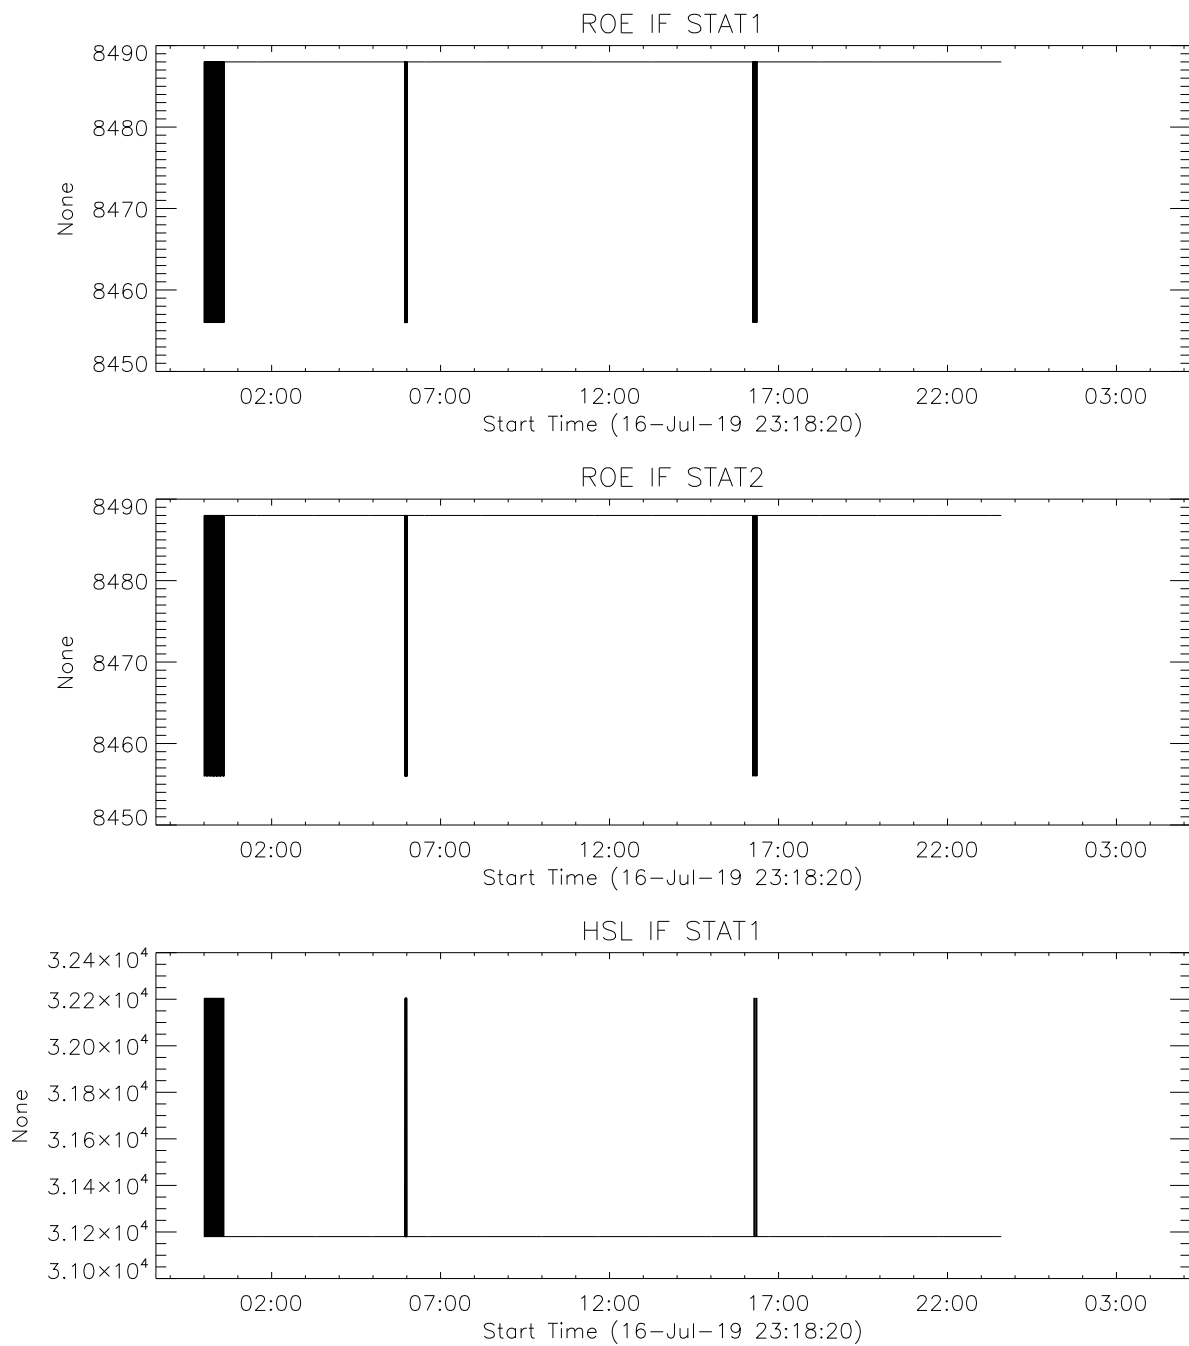 ROE IF STAT1
8490
8480
8470
8460
8450
None
02:00 07:00 12:00 17:00 22:00 03:00
Start Time (16-Jul-19 23:18:20)
ROE IF STAT2
8490
8480
8470
8460
8450
None
02:00 07:00 12:00 17:00 22:00 03:00
Start Time (16-Jul-19 23:18:20)
HSL IF STAT1
3.24×10⁴
3.22×10⁴
3.20×10⁴
3.18×10⁴
3.16×10⁴
3.14×10⁴
3.12×10⁴
3.10×10⁴
None
02:00 07:00 12:00 17:00 22:00 03:00
Start Time (16-Jul-19 23:18:20)